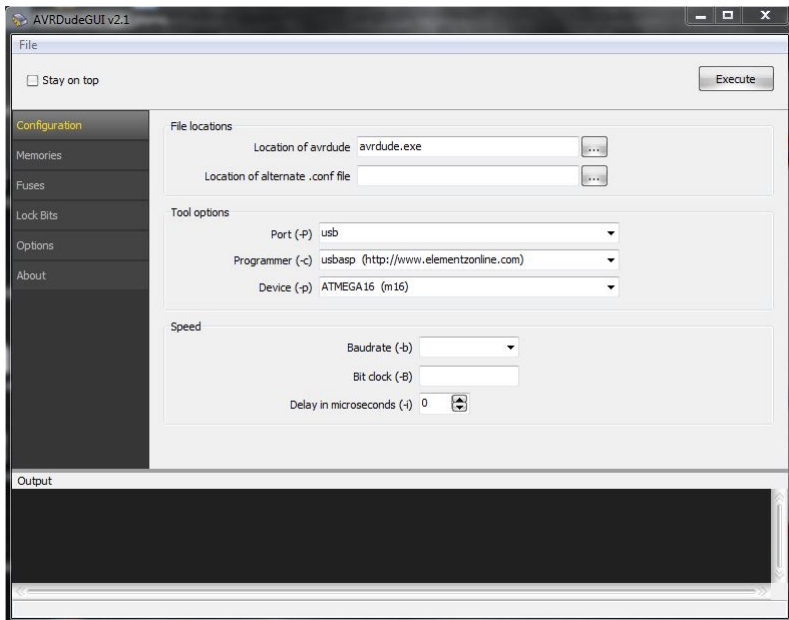 AVRDudeGUI v2.1
File
Stay on top
Execute
Configuration
Memories
Fuses
Lock Bits
Options
About
File locations
Location of avrdude avrdude.exe ...
Location of alternate .conf file ...
Tool options
Port (-P) usb
Programmer (-c) usbasp (http://www.elementzonline.com)
Device (-p) ATMEGA16 (m16)
Speed
Baudrate (-b)
Bit clock (-B)
Delay in microseconds (-i) 0
Output